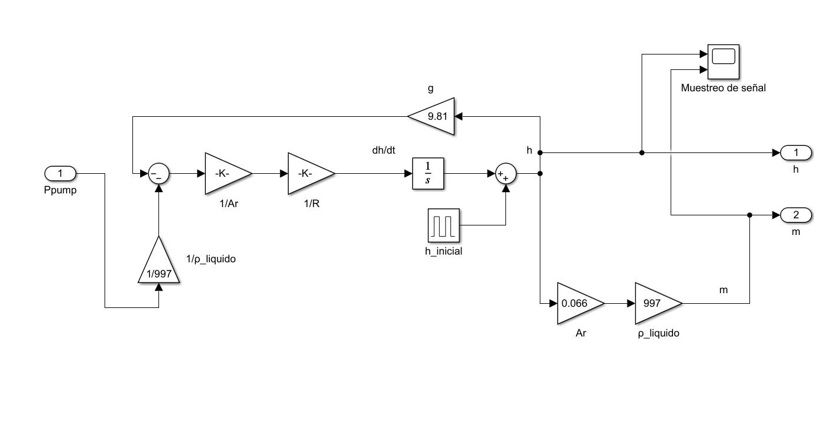 Muestreo de señal
g
9.81
dh/dt
h
1
h
1
Ppump
-K-
1/Ar
-K-
1/R
1
s
h_inicial
2
m
1/997
1/ρ_liquido
m
0.066
Ar
997
ρ_liquido